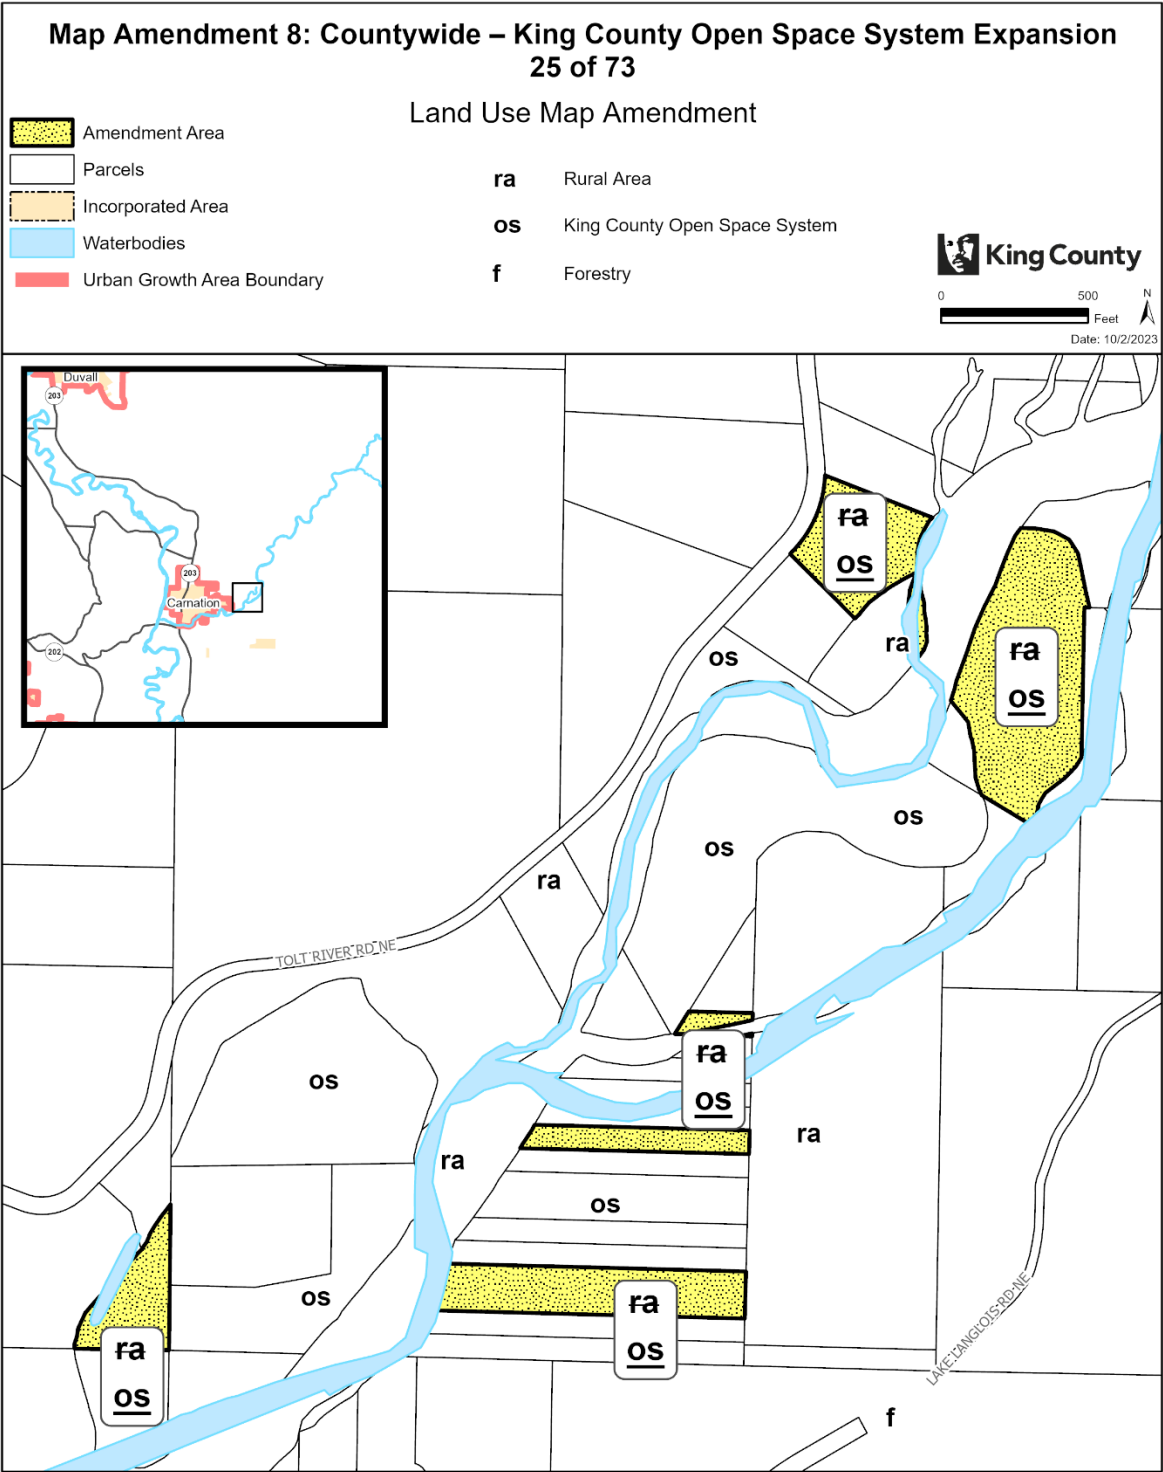 Map Amendment 8: Countywide – King County Open Space System Expansion
25 of 73
Land Use Map Amendment
Amendment Area
Parcels
Incorporated Area
Waterbodies
Urban Growth Area Boundary
ra Rural Area
os King County Open Space System
f Forestry
King County
0 500
Feet
N
Date: 10/2/2023
Duvall
203
203
Carnation
202
ra
os
ra
os
ra
os
os
os
ra
TOLT RIVER RD NE
ra
os
os
ra
ra
os
os
ra
os
ra
os
LAKE LANGLOIS RD NE
f